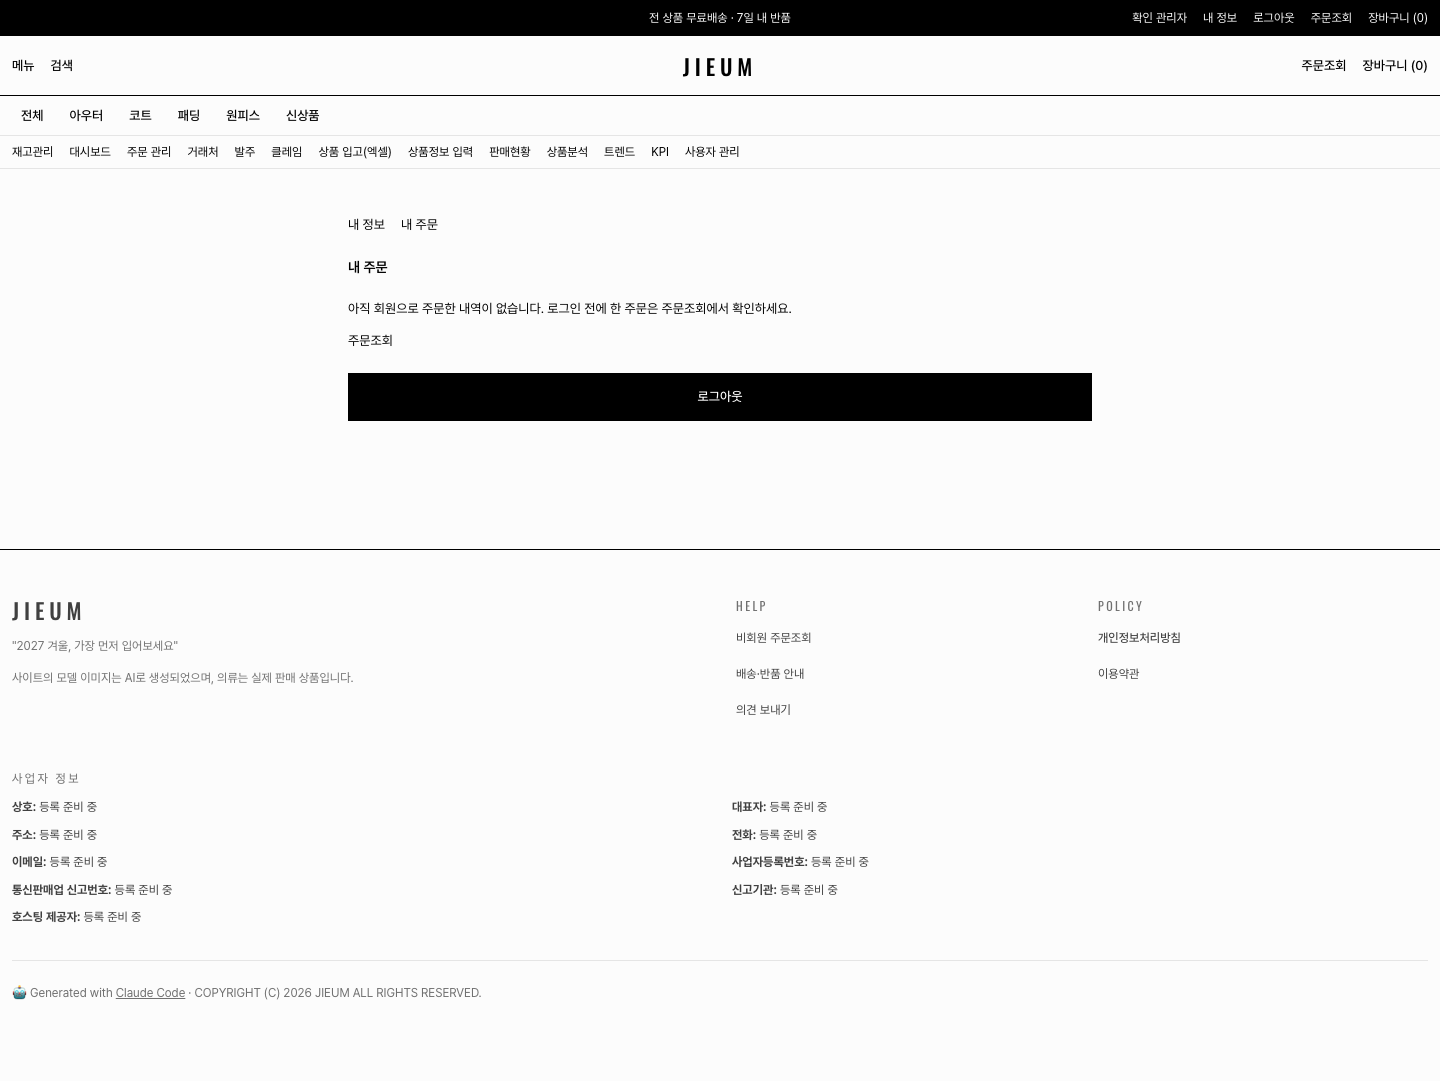 전 상품 무료배송 · 7일 내 반품
확인 관리자 내 정보 로그아웃 주문조회 장바구니 (0)
메뉴 검색
JIEUM
주문조회 장바구니 (0)
전체 아우터 코트 패딩 원피스 신상품
재고관리 대시보드 주문 관리 거래처 발주 클레임 상품 입고(엑셀) 상품정보 입력 판매현황 상품분석 트렌드 KPI 사용자 관리
내 정보 내 주문
내 주문
아직 회원으로 주문한 내역이 없습니다. 로그인 전에 한 주문은 주문조회에서 확인하세요.
주문조회
로그아웃
JIEUM
"2027 겨울, 가장 먼저 입어보세요"
사이트의 모델 이미지는 AI로 생성되었으며, 의류는 실제 판매 상품입니다.
HELP
비회원 주문조회
배송·반품 안내
의견 보내기
POLICY
개인정보처리방침
이용약관
사업자 정보
상호: 등록 준비 중
대표자: 등록 준비 중
주소: 등록 준비 중
전화: 등록 준비 중
이메일: 등록 준비 중
사업자등록번호: 등록 준비 중
통신판매업 신고번호: 등록 준비 중
신고기관: 등록 준비 중
호스팅 제공자: 등록 준비 중
🤖 Generated with Claude Code · COPYRIGHT (C) 2026 JIEUM ALL RIGHTS RESERVED.